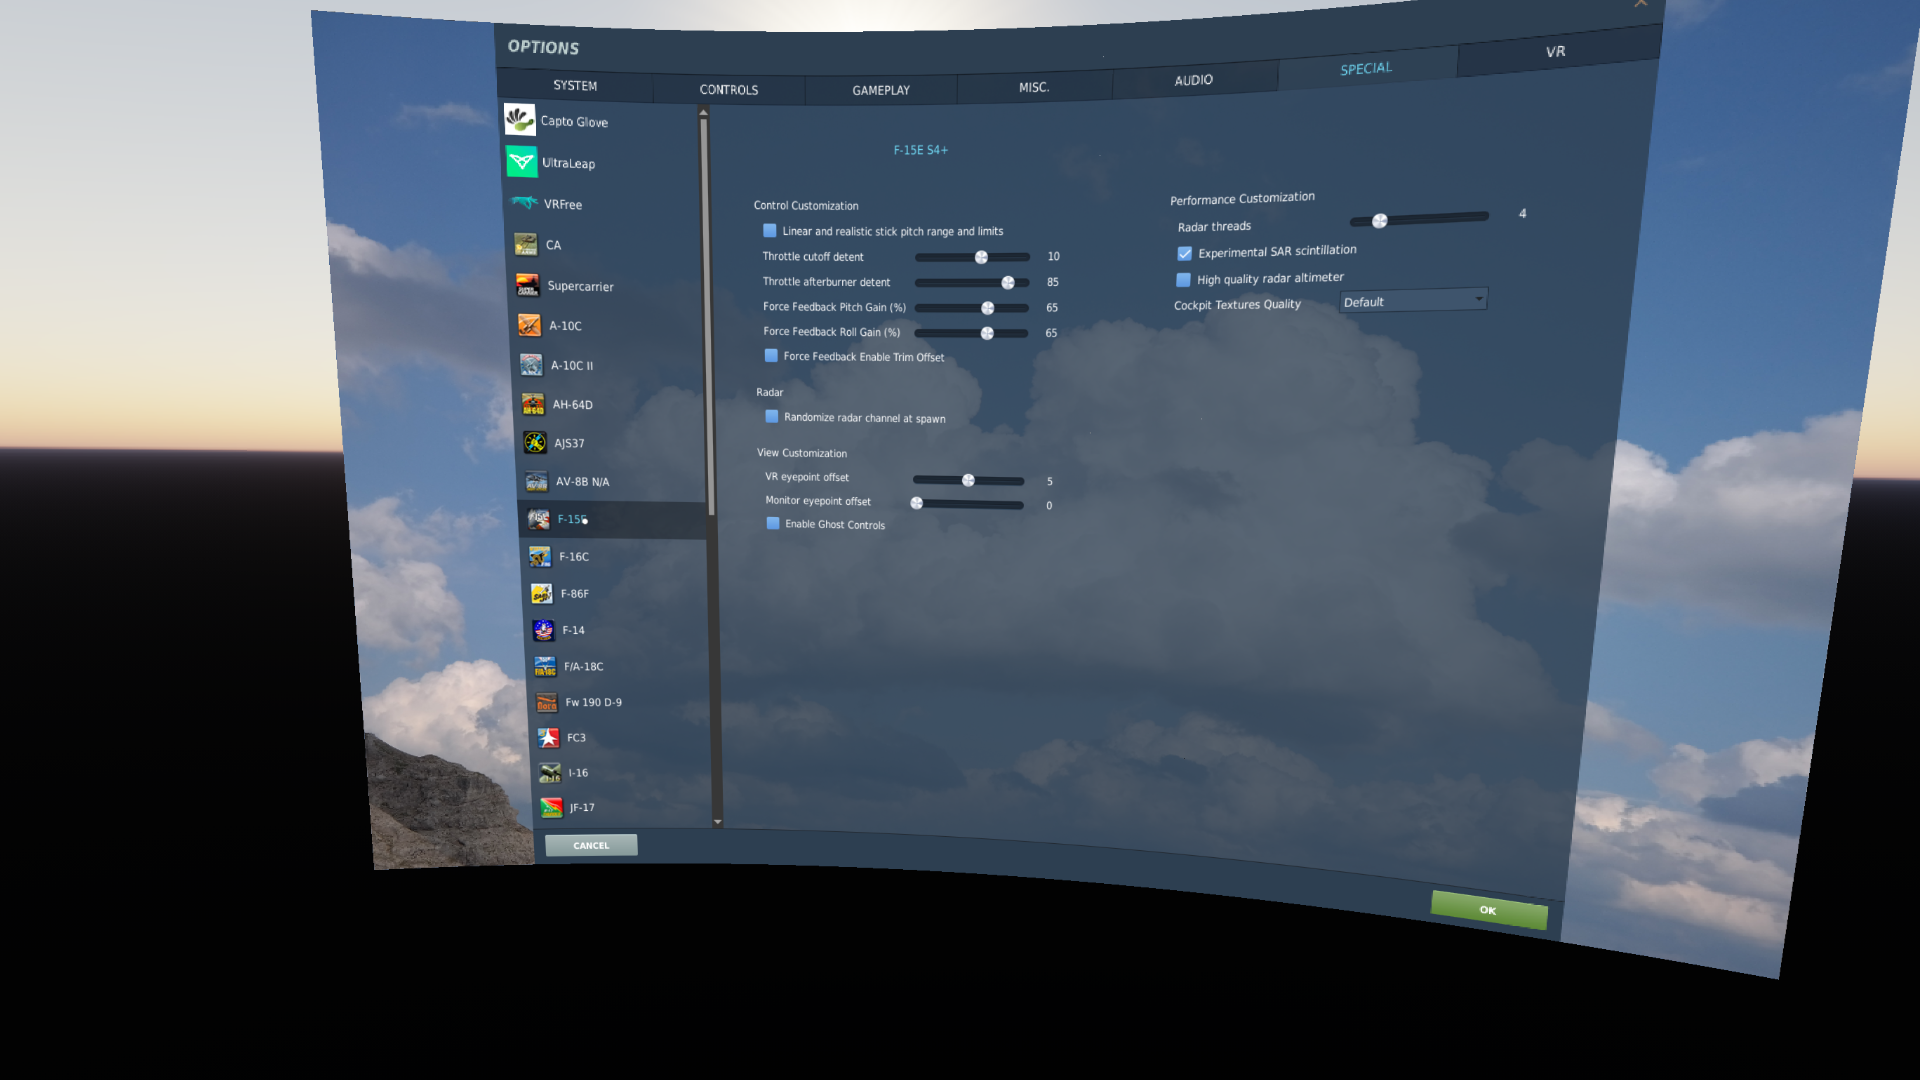 OPTIONS
SYSTEM CONTROLS GAMEPLAY MISC. AUDIO SPECIAL VR
Capto Glove
UltraLeap
VRFree
CA
Supercarrier
A-10C
A-10C II
AH-64D
AJS37
AV-8B N/A
F-15E
F-16C
F-86F
F-14
F/A-18C
Fw 190 D-9
FC3
I-16
JF-17
F-15E S4+
Control Customization
Linear and realistic stick pitch range and limits
Throttle cutoff detent 10
Throttle afterburner detent 85
Force Feedback Pitch Gain (%) 65
Force Feedback Roll Gain (%) 65
Force Feedback Enable Trim Offset
Radar
Randomize radar channel at spawn
View Customization
VR eyepoint offset 5
Monitor eyepoint offset 0
Enable Ghost Controls
Performance Customization
Radar threads 4
Experimental SAR scintillation
High quality radar altimeter
Cockpit Textures Quality Default
CANCEL
OK